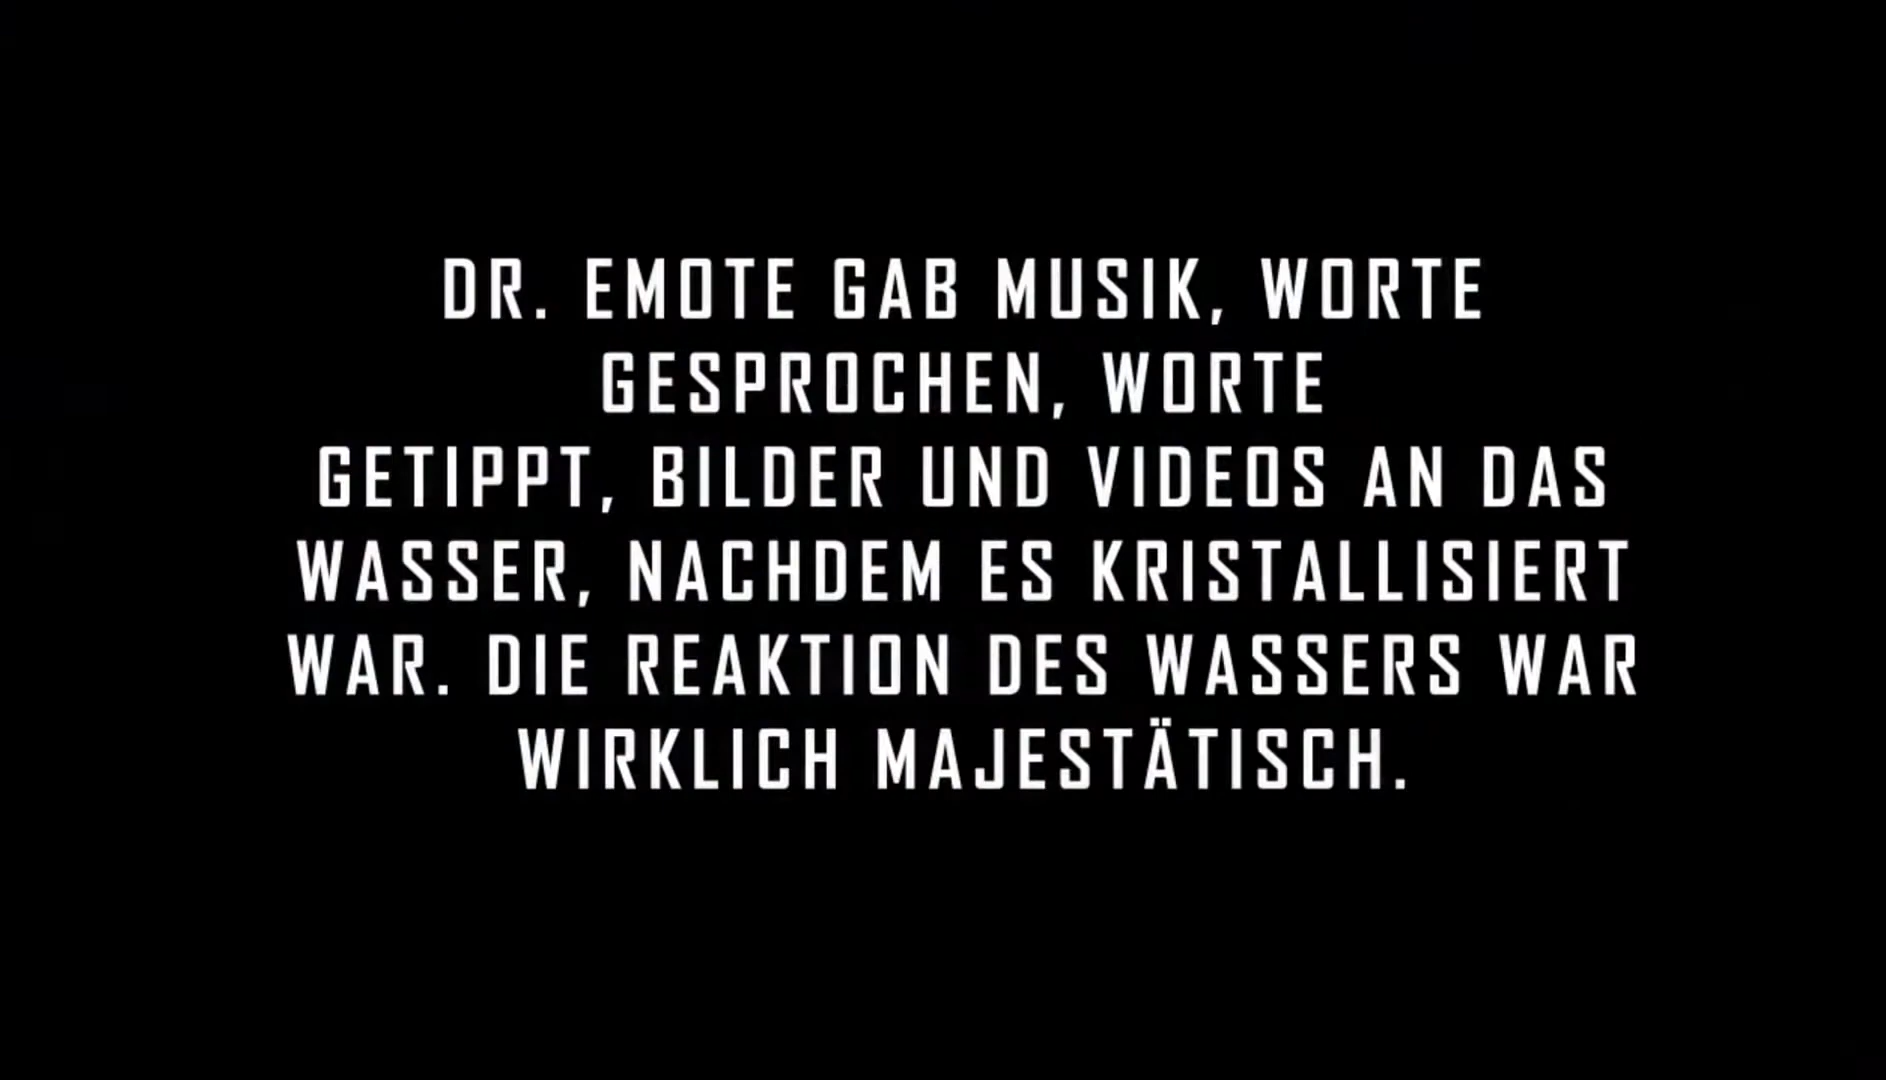 DR. EMOTE GAB MUSIK, WORTE
GESPROCHEN, WORTE
GETIPPT, BILDER UND VIDEOS AN DAS
WASSER, NACHDEM ES KRISTALLISIERT
WAR. DIE REAKTION DES WASSERS WAR
WIRKLICH MAJESTÄTISCH.